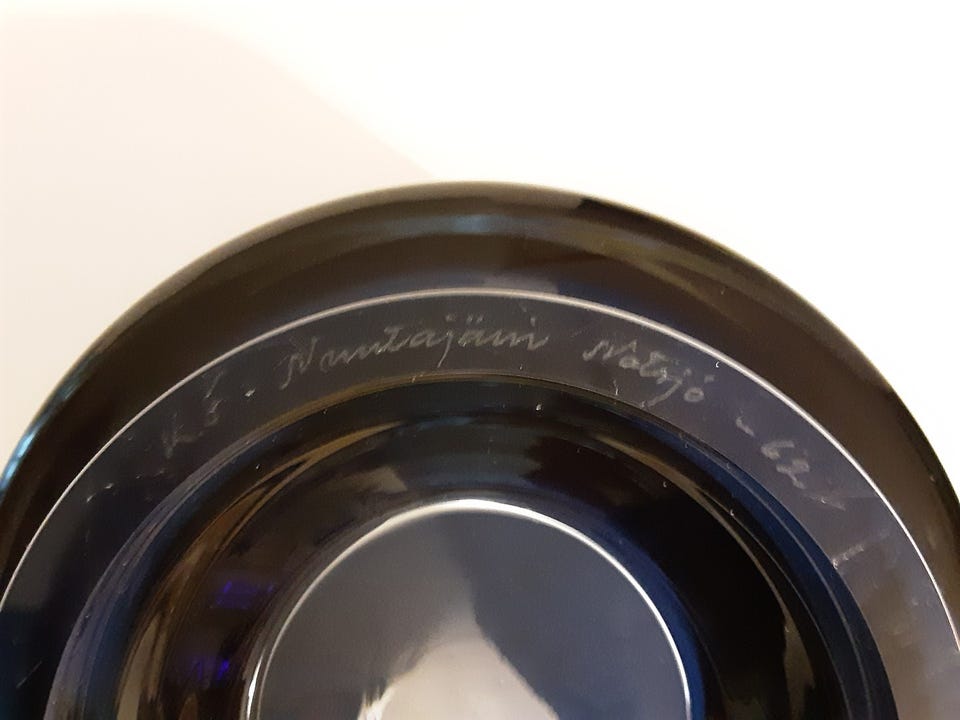 K.F. Nuutajärvi Notsjö - 62